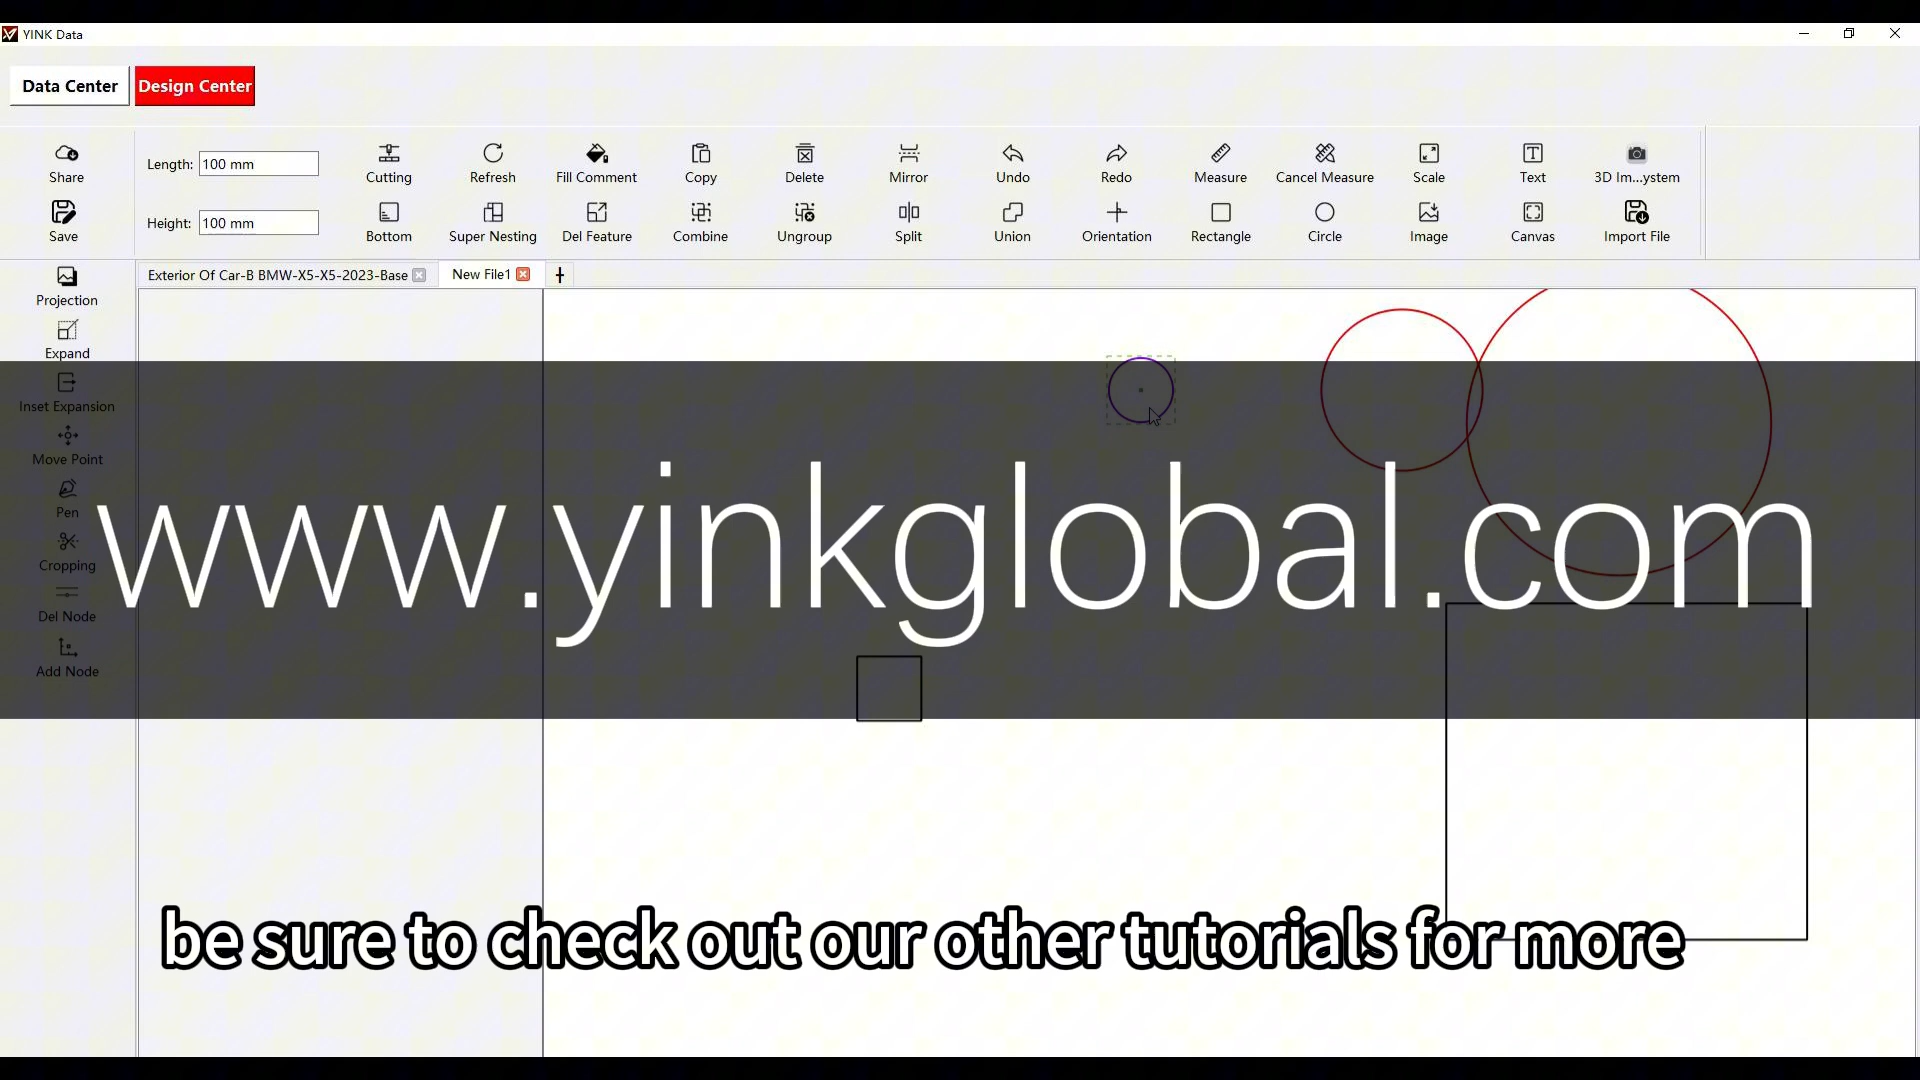 YINK Data
Data Center Design Center
Share Length: 100 mm Cutting Refresh Fill Comment Copy Delete Mirror Undo Redo Measure Cancel Measure Scale Text 3D Im...ystem
Save Height: 100 mm Bottom Super Nesting Del Feature Combine Ungroup Split Union Orientation Rectangle Circle Image Canvas Import File
Exterior Of Car-B BMW-X5-X5-2023-Base New File1
Projection
Expand
Inset Expansion
Move Point
Pen
www.yinkglobal.com
Cropping
Del Node
Add Node
be sure to check out our other tutorials for more